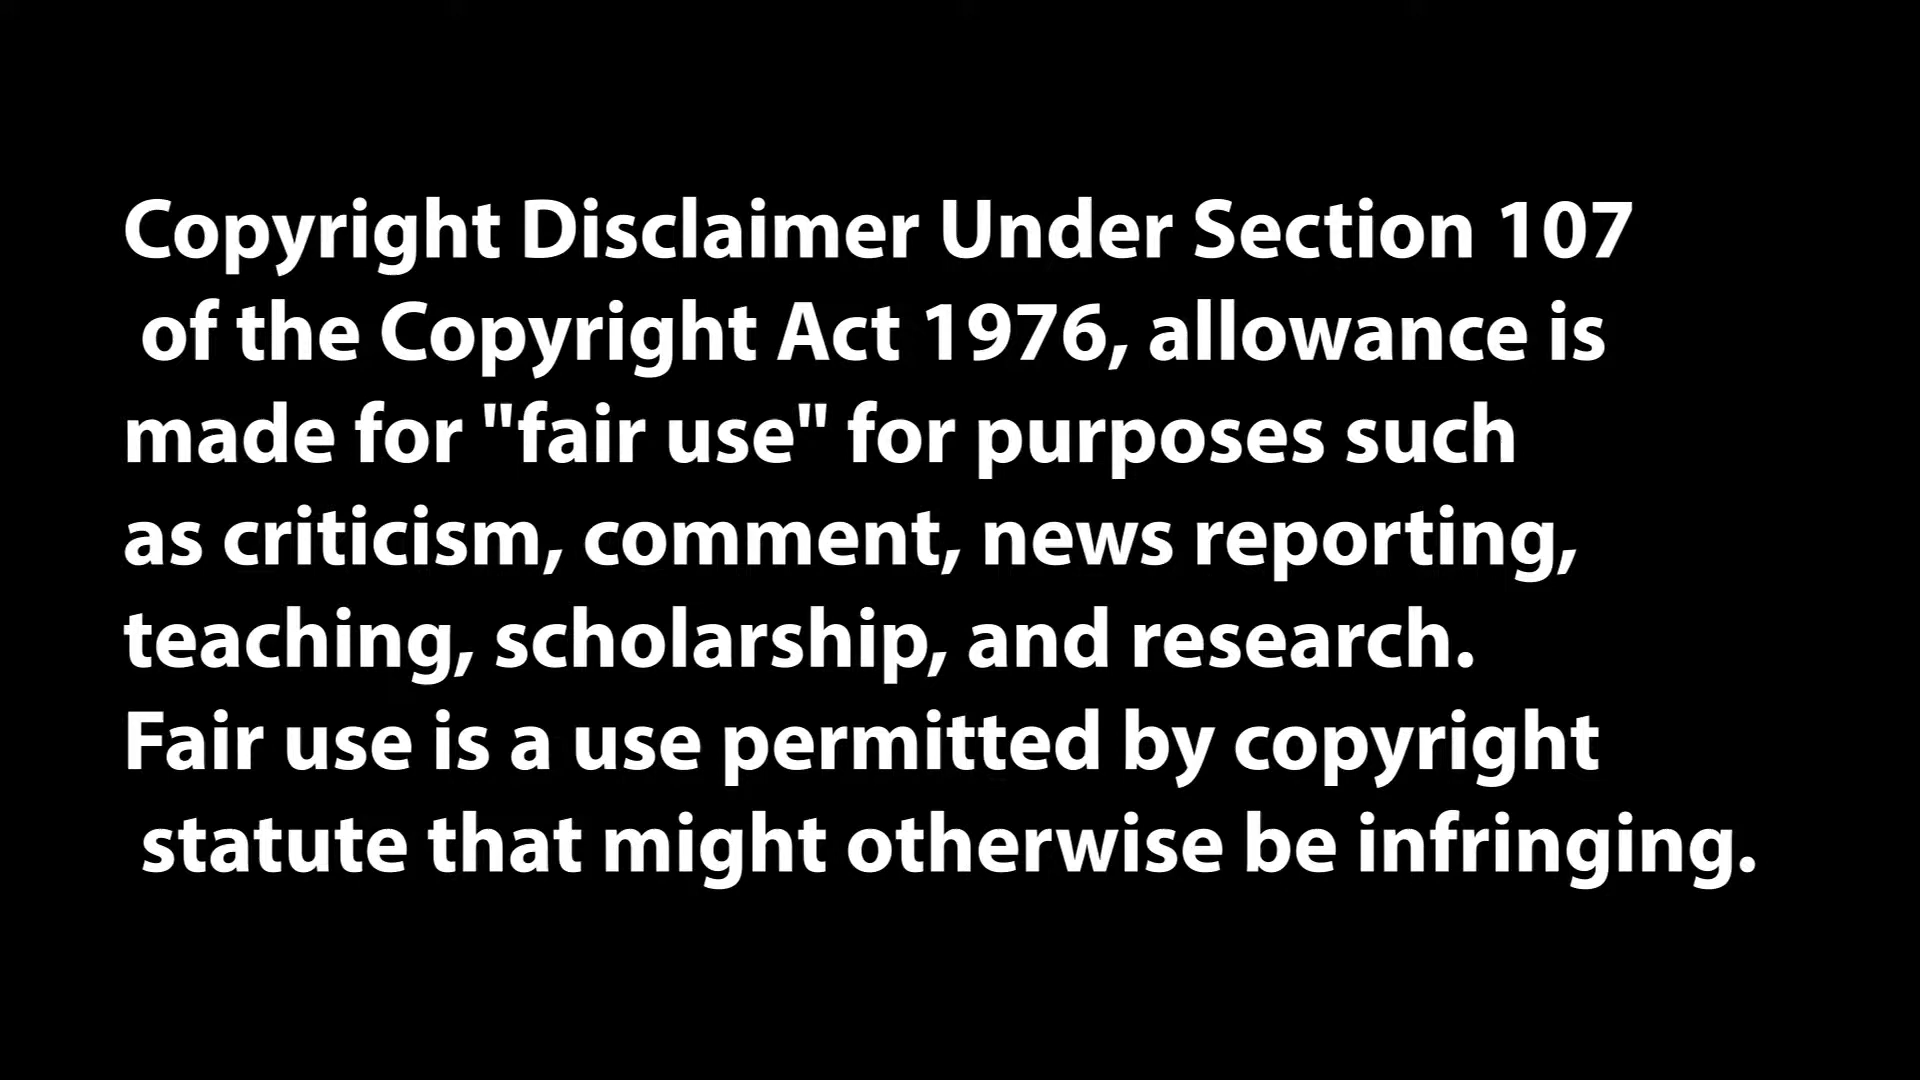 Copyright Disclaimer Under Section 107
of the Copyright Act 1976, allowance is
made for "fair use" for purposes such
as criticism, comment, news reporting,
teaching, scholarship, and research.
Fair use is a use permitted by copyright
statute that might otherwise be infringing.